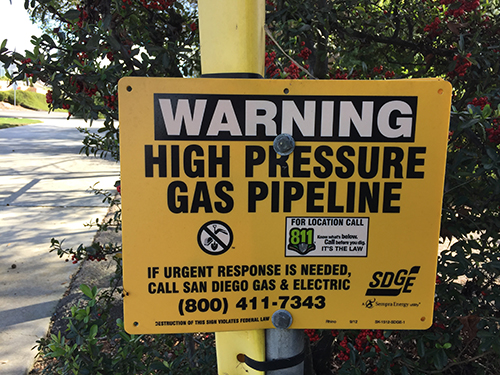 WARNING
HIGH PRESSURE
GAS PIPELINE
FOR LOCATION CALL
811
Know what's below.
Call before you dig.
IT'S THE LAW
IF URGENT RESPONSE IS NEEDED,
CALL SAN DIEGO GAS & ELECTRIC
(800) 411-7343
SDGE
A Sempra Energy utility
DESTRUCTION OF THIS SIGN VIOLATES FEDERAL LAW